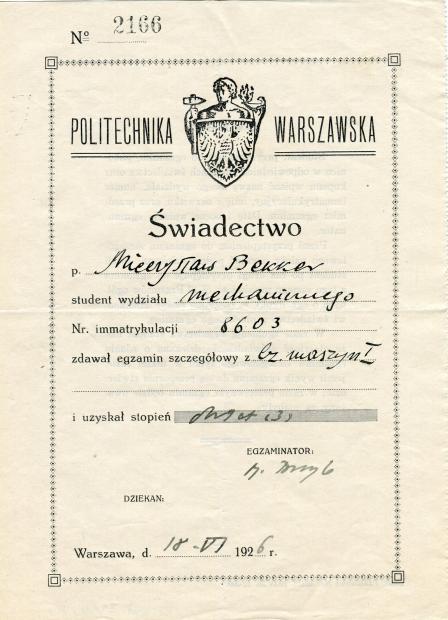 Nº 2166
POLITECHNIKA WARSZAWSKA
Świadectwo
p. Mieczysław Bekker
student wydziału mechanicznego
Nr. immatrykulacji 8603
zdawał egzamin szczegółowy z Cz. maszyn I
i uzyskał stopień (3)
EGZAMINATOR:
DZIEKAN:
Warszawa, d. 18-VI 1926 r.